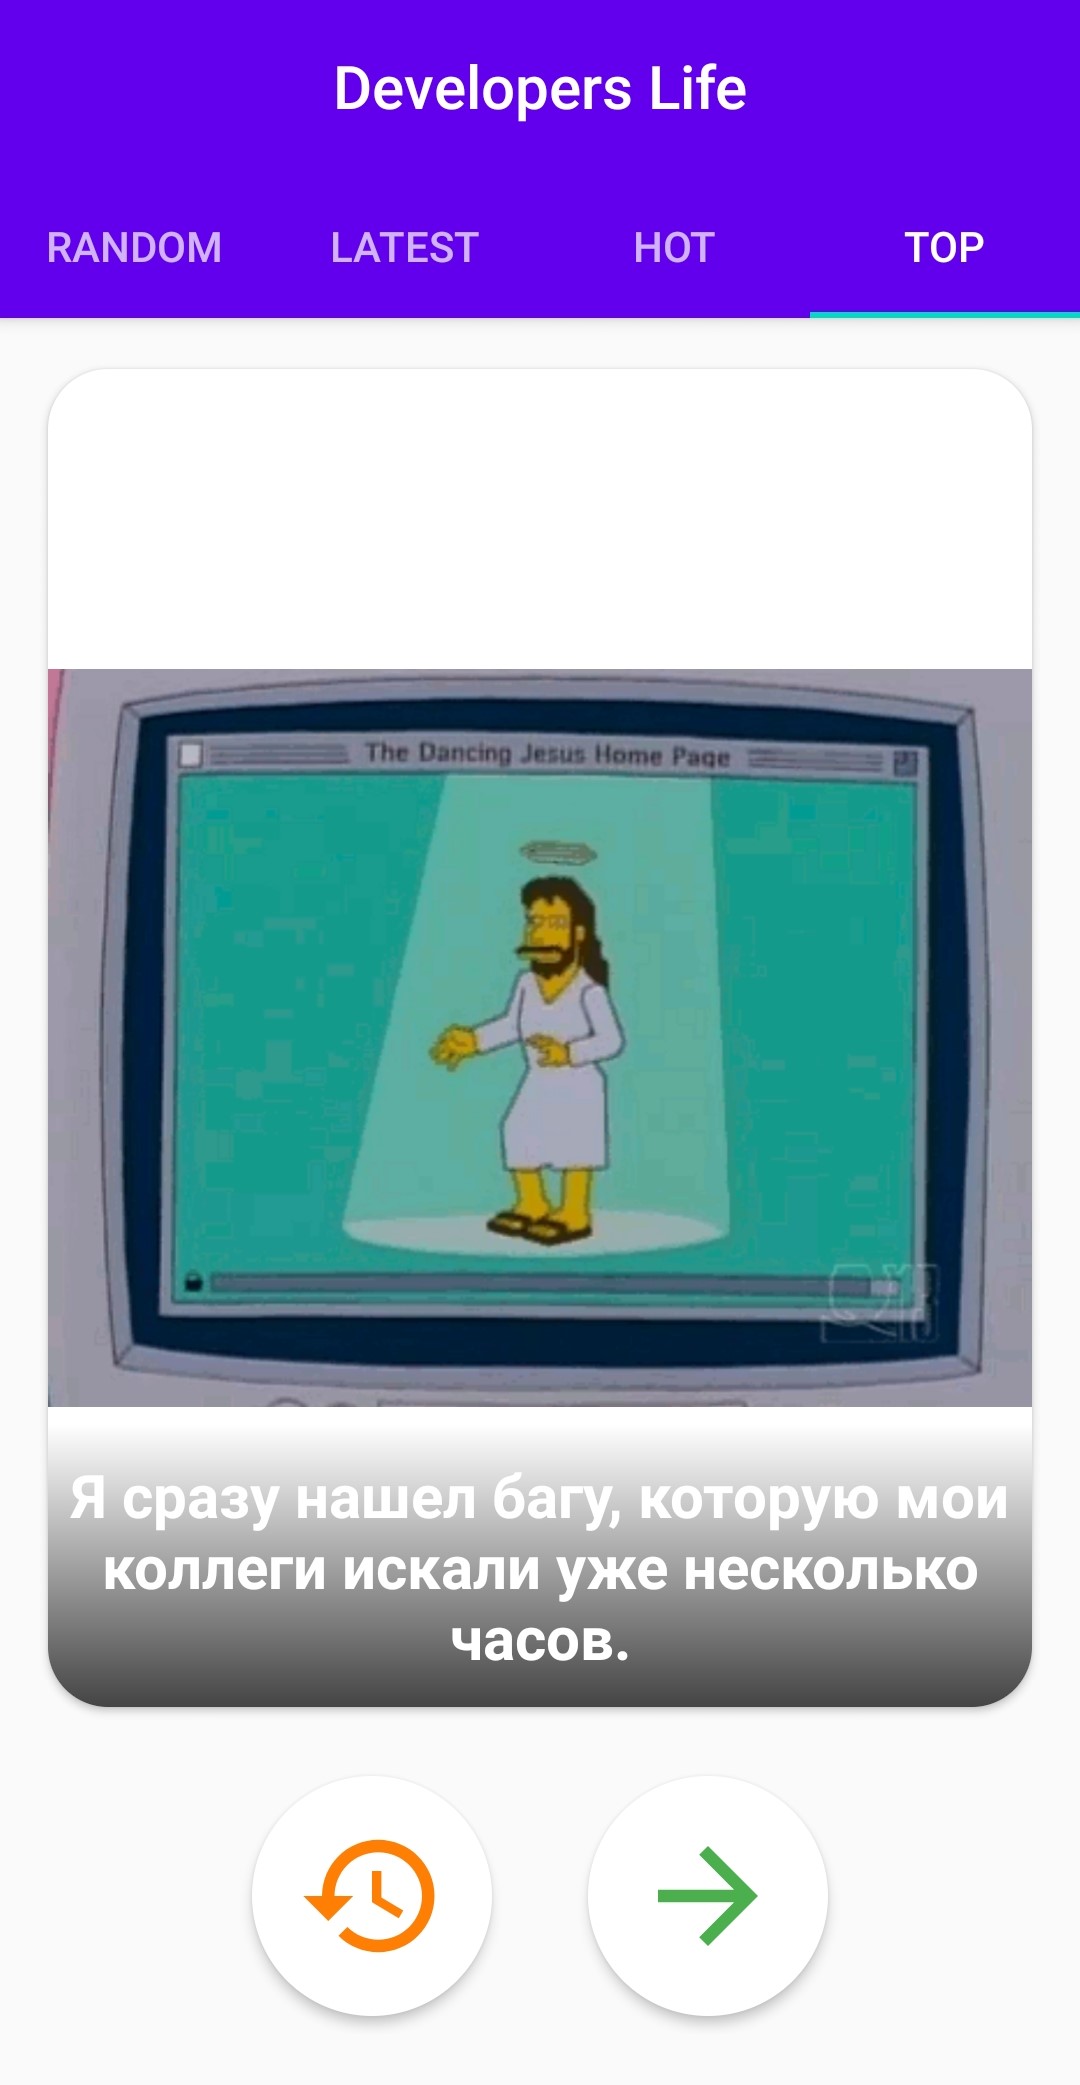 Developers Life
RANDOM LATEST HOT TOP
The Dancing Jesus Home Page
Я сразу нашел багу, которую мои
коллеги искали уже несколько
часов.